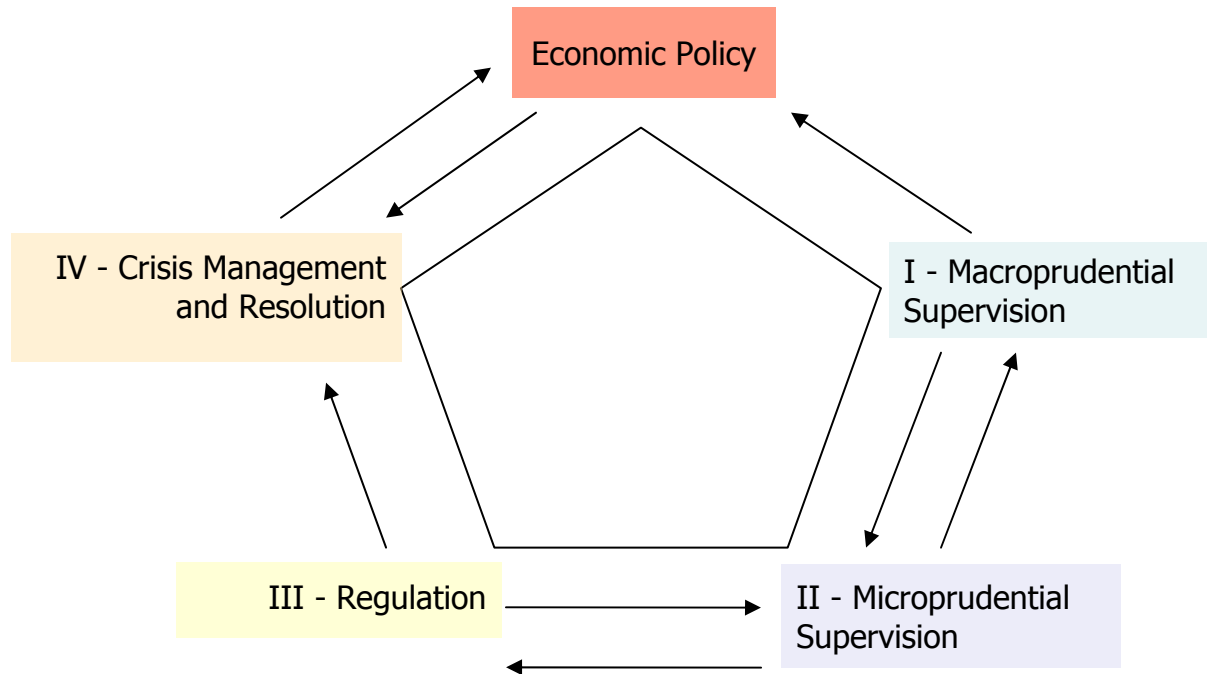 Economic Policy
IV - Crisis Management
and Resolution
I - Macroprudential
Supervision
III - Regulation
II - Microprudential
Supervision